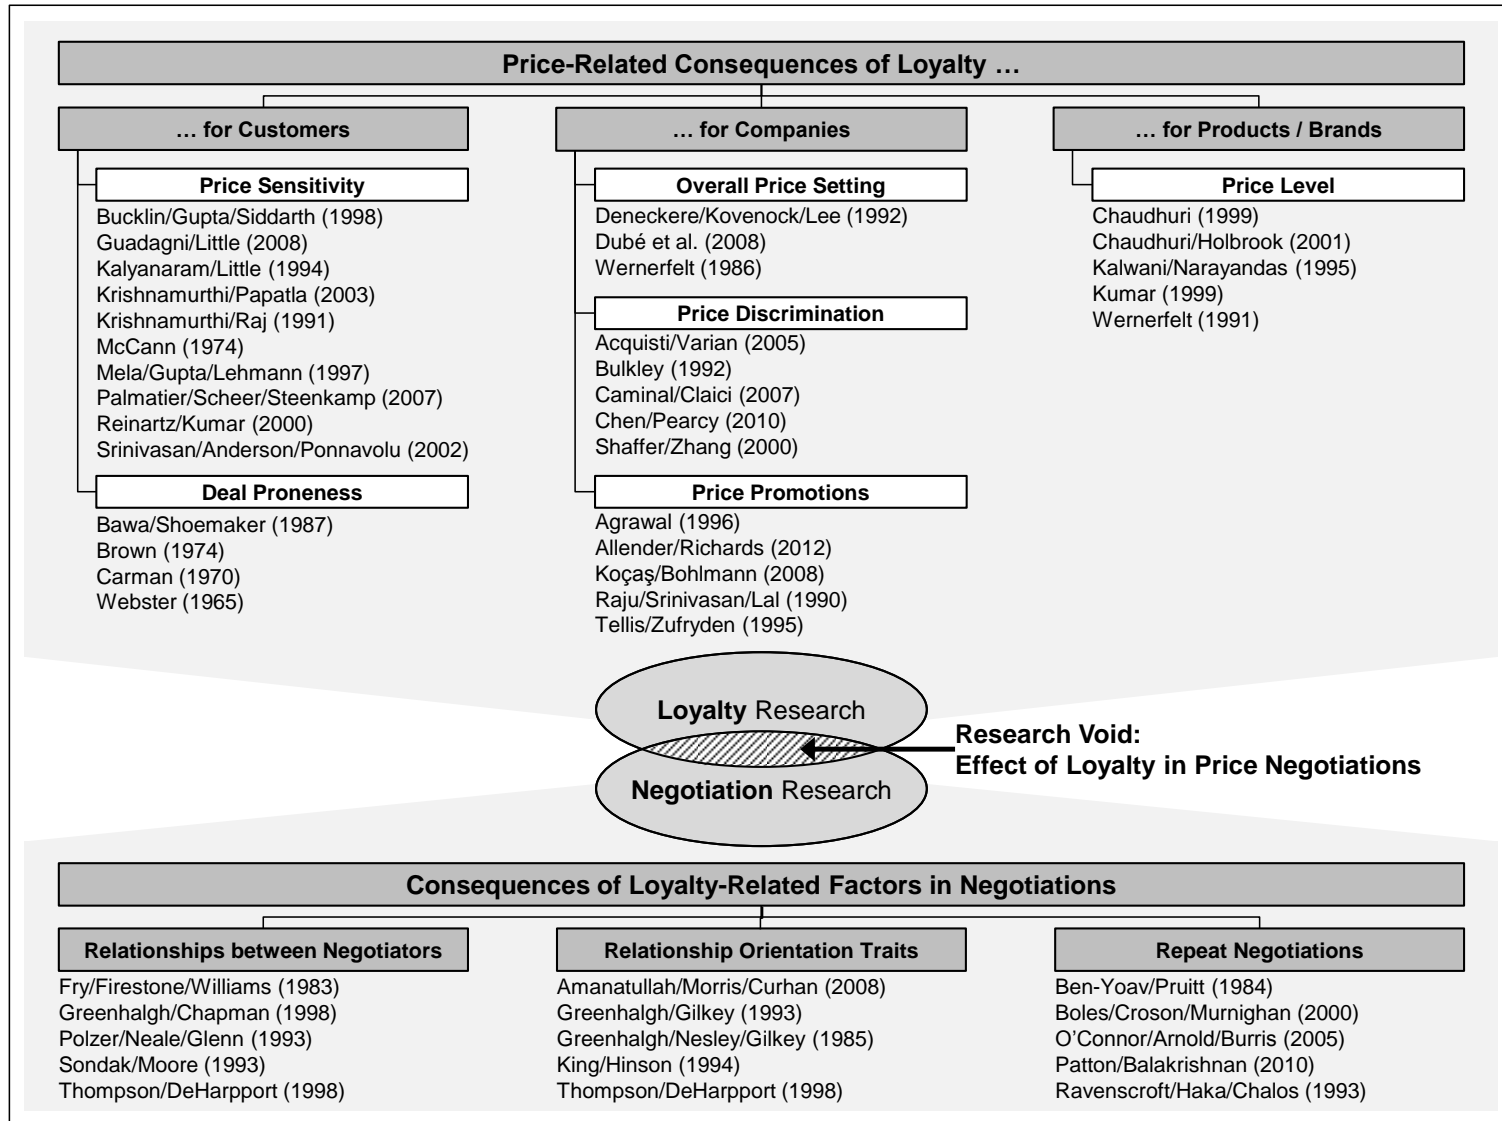 Price-Related Consequences of Loyalty …
… for Customers
Price Sensitivity
Bucklin/Gupta/Siddarth (1998)
Guadagni/Little (2008)
Kalyanaram/Little (1994)
Krishnamurthi/Papatla (2003)
Krishnamurthi/Raj (1991)
McCann (1974)
Mela/Gupta/Lehmann (1997)
Palmatier/Scheer/Steenkamp (2007)
Reinartz/Kumar (2000)
Srinivasan/Anderson/Ponnavolu (2002)
Deal Proneness
Bawa/Shoemaker (1987)
Brown (1974)
Carman (1970)
Webster (1965)
… for Companies
Overall Price Setting
Deneckere/Kovenock/Lee (1992)
Dubé et al. (2008)
Wernerfelt (1986)
Price Discrimination
Acquisti/Varian (2005)
Bulkley (1992)
Caminal/Claici (2007)
Chen/Pearcy (2010)
Shaffer/Zhang (2000)
Price Promotions
Agrawal (1996)
Allender/Richards (2012)
Koçaş/Bohlmann (2008)
Raju/Srinivasan/Lal (1990)
Tellis/Zufryden (1995)
… for Products / Brands
Price Level
Chaudhuri (1999)
Chaudhuri/Holbrook (2001)
Kalwani/Narayandas (1995)
Kumar (1999)
Wernerfelt (1991)
Loyalty Research
Negotiation Research
Research Void:
Effect of Loyalty in Price Negotiations
Consequences of Loyalty-Related Factors in Negotiations
Relationships between Negotiators
Fry/Firestone/Williams (1983)
Greenhalgh/Chapman (1998)
Polzer/Neale/Glenn (1993)
Sondak/Moore (1993)
Thompson/DeHarpport (1998)
Relationship Orientation Traits
Amanatullah/Morris/Curhan (2008)
Greenhalgh/Gilkey (1993)
Greenhalgh/Nesley/Gilkey (1985)
King/Hinson (1994)
Thompson/DeHarpport (1998)
Repeat Negotiations
Ben-Yoav/Pruitt (1984)
Boles/Croson/Murnighan (2000)
O’Connor/Arnold/Burris (2005)
Patton/Balakrishnan (2010)
Ravenscroft/Haka/Chalos (1993)